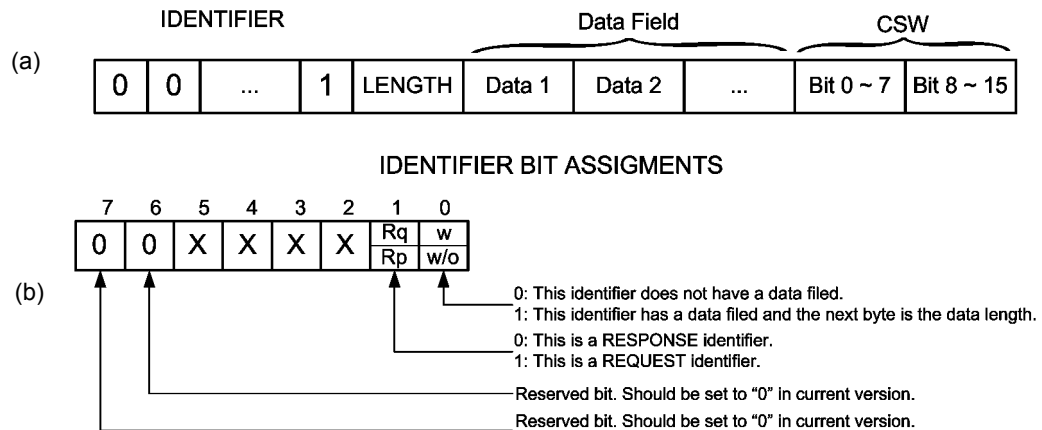 IDENTIFIER
Data Field
CSW
(a)
0 0 ... 1 LENGTH Data 1 Data 2 ... Bit 0 ~ 7 Bit 8 ~ 15
IDENTIFIER BIT ASSIGMENTS
7 6 5 4 3 2 1 0
0 0 X X X X Rq w
Rp w/o
(b)
0: This identifier does not have a data filed.
1: This identifier has a data filed and the next byte is the data length.
0: This is a RESPONSE identifier.
1: This is a REQUEST identifier.
Reserved bit. Should be set to “0” in current version.
Reserved bit. Should be set to “0” in current version.